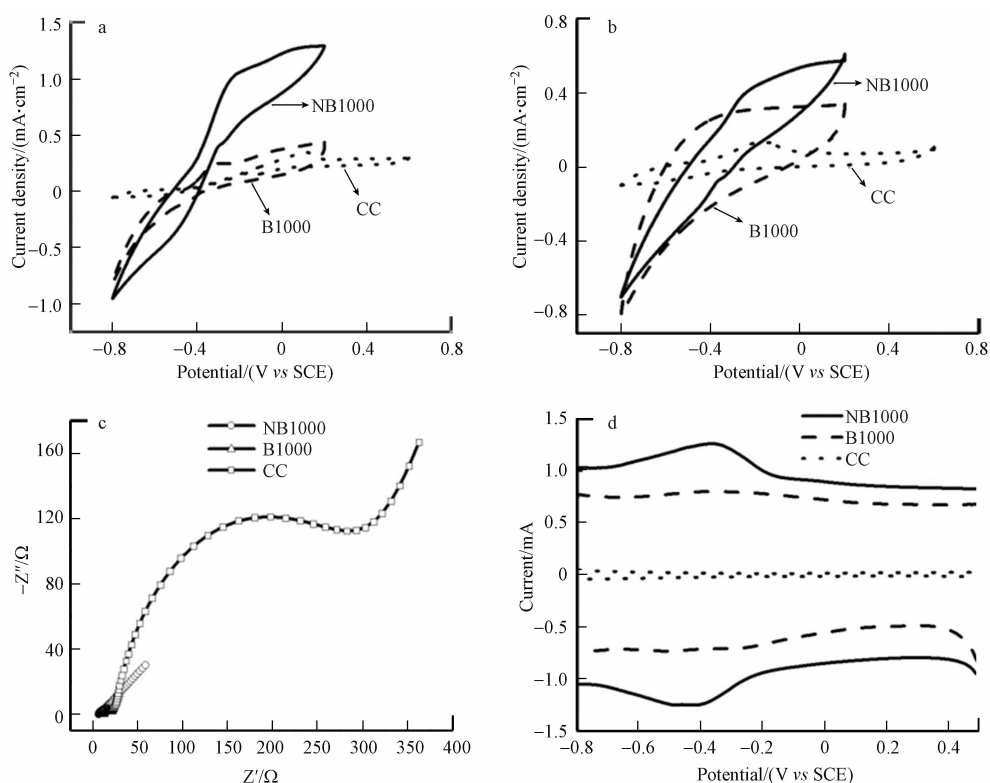 a
1.5
1.0
0.5
0
−0.5
−1.0
Current density/(mA·cm−2)
NB1000
B1000
CC
−0.8
−0.4
0
0.4
0.8
Potential/(V vs SCE)
b
0.8
0.4
0
−0.4
−0.8
Current density/(mA·cm−2)
NB1000
B1000
CC
−0.8
−0.4
0
0.4
0.8
Potential/(V vs SCE)
c
NB1000
B1000
CC
160
120
80
40
0
−Z″/Ω
0
50
100
150
200
250
300
350
400
Z′/Ω
d
NB1000
B1000
CC
1.5
1.0
0.5
0
−0.5
−1.0
−1.5
Current/mA
−0.8
−0.6
−0.4
−0.2
0
0.2
0.4
Potential/(V vs SCE)